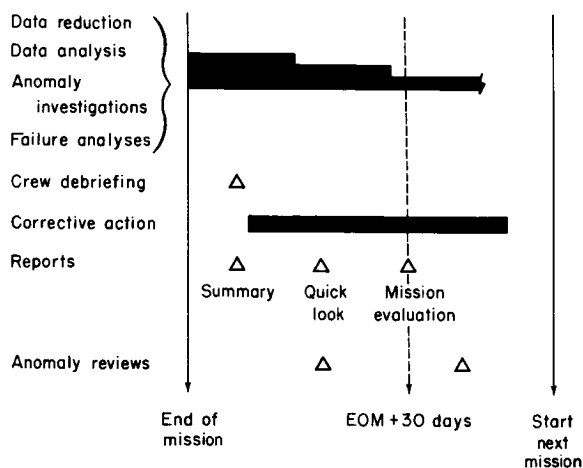 Data reduction
Data analysis
Anomaly
investigations
Failure analyses
Crew debriefing
Corrective action
Reports
Summary
Quick
look
Mission
evaluation
Anomaly reviews
End of
mission
EOM +30 days
Start
next
mission